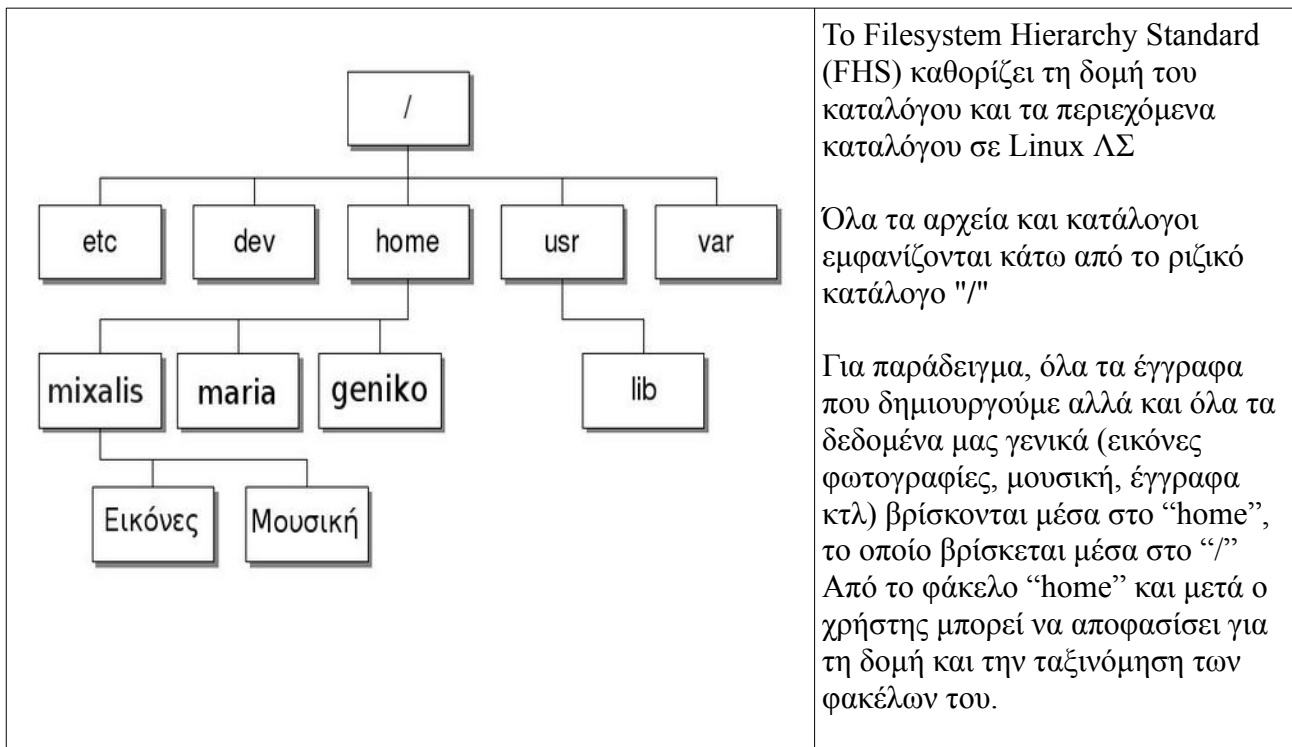 /
etc dev home usr var
mixalis maria geniko lib
Εικόνες Μουσική
Το Filesystem Hierarchy Standard
(FHS) καθορίζει τη δομή του
καταλόγου και τα περιεχόμενα
καταλόγου σε Linux ΛΣ
Όλα τα αρχεία και κατάλογοι
εμφανίζονται κάτω από το ριζικό
κατάλογο "/"
Για παράδειγμα, όλα τα έγγραφα
που δημιουργούμε αλλά και όλα τα
δεδομένα μας γενικά (εικόνες
φωτογραφίες, μουσική, έγγραφα
κτλ) βρίσκονται μέσα στο “home”,
το οποίο βρίσκεται μέσα στο “/”
Από το φάκελο “home” και μετά ο
χρήστης μπορεί να αποφασίσει για
τη δομή και την ταξινόμηση των
φακέλων του.